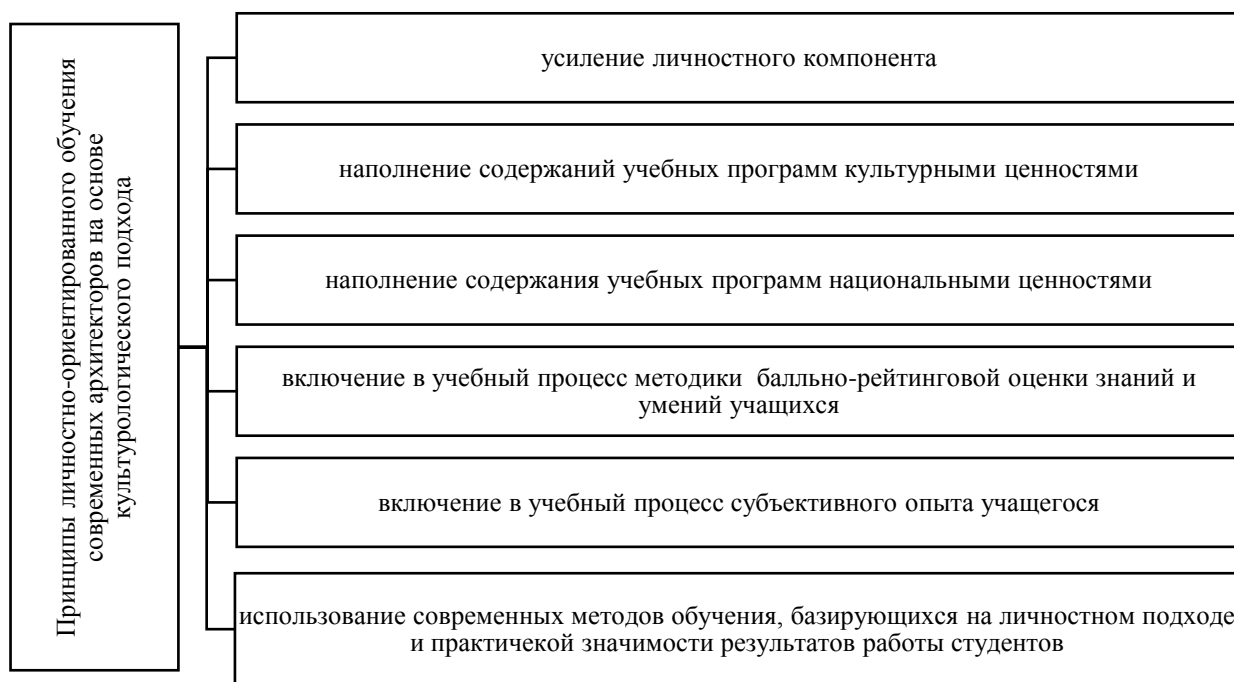 Принципы личностно-ориентированного обучения
современных архитекторов на основе
культурологического подхода
усиление личностного компонента
наполнение содержаний учебных программ культурными ценностями
наполнение содержания учебных программ национальными ценностями
включение в учебный процесс методики балльно-рейтинговой оценки знаний и
умений учащихся
включение в учебный процесс субъективного опыта учащегося
использование современных методов обучения, базирующихся на личностном подходе
и практичекой значимости результатов работы студентов